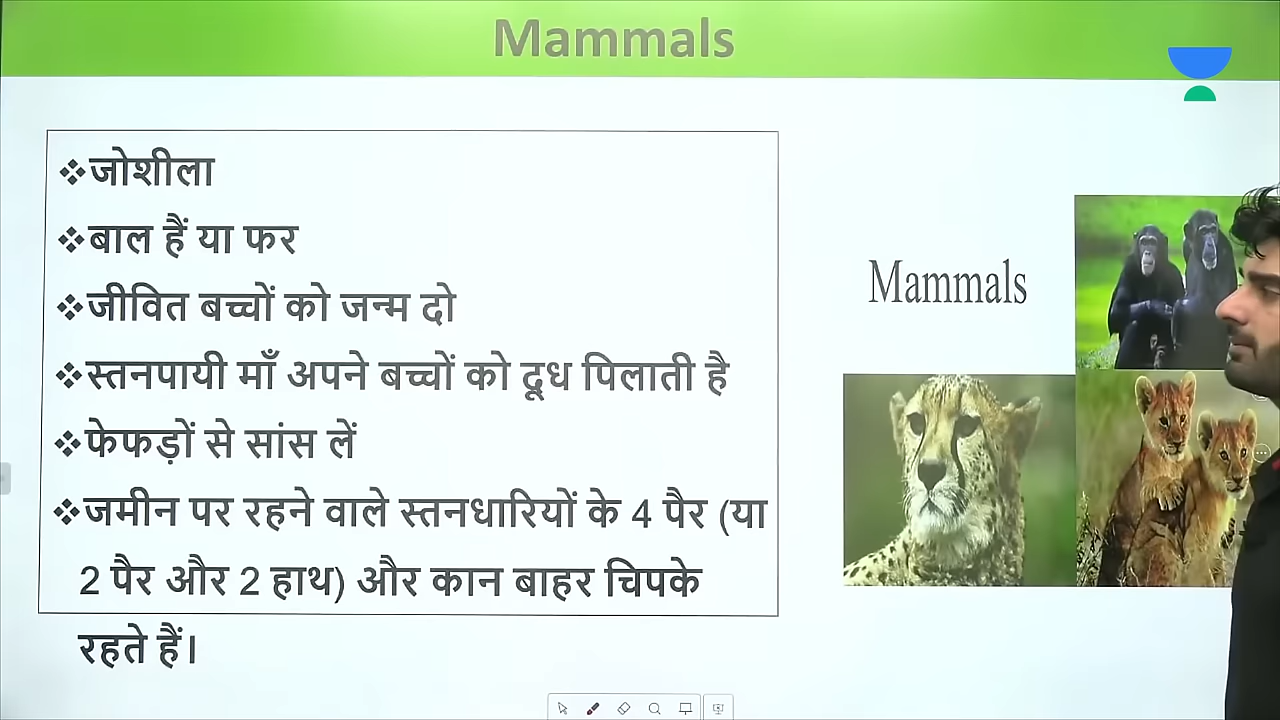 Mammals
❖जोशीला
❖बाल हैं या फर
❖जीवित बच्चों को जन्म दो
❖स्तनपायी माँ अपने बच्चों को दूध पिलाती है
❖फेफड़ों से सांस लें
❖जमीन पर रहने वाले स्तनधारियों के 4 पैर (या
2 पैर और 2 हाथ) और कान बाहर चिपके
रहते हैं।
Mammals